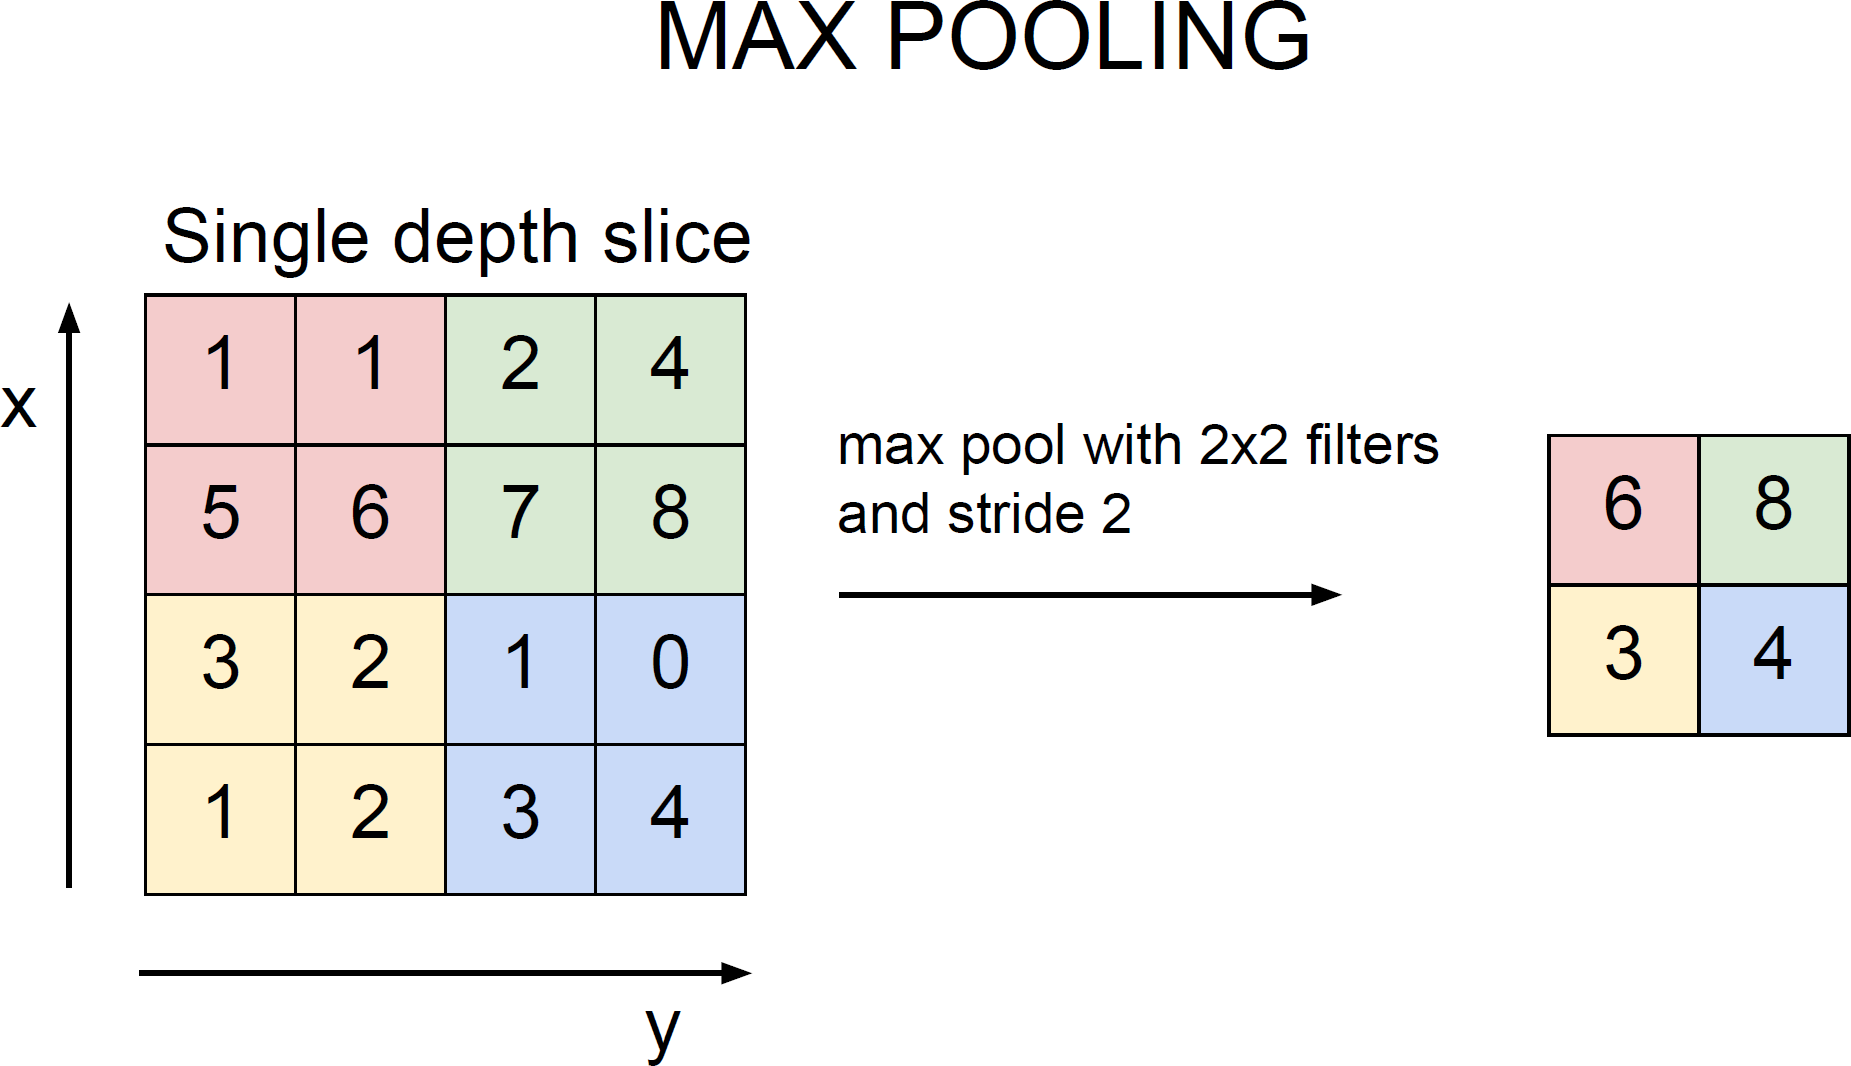 MAX POOLING
Single depth slice
x
1 1 2 4
5 6 7 8
3 2 1 0
1 2 3 4
y
max pool with 2x2 filters
and stride 2
6 8
3 4